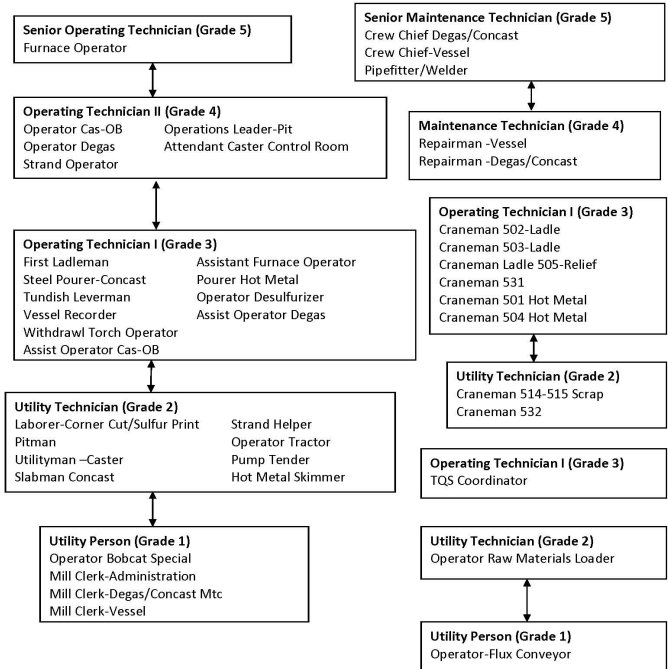 Senior Operating Technician (Grade 5)
Furnace Operator
Operating Technician II (Grade 4)
Operator Cas-OB Operations Leader-Pit
Operator Degas Attendant Caster Control Room
Strand Operator
Operating Technician I (Grade 3)
First Ladleman Assistant Furnace Operator
Steel Pourer-Concast Pourer Hot Metal
Tundish Leverman Operator Desulfurizer
Vessel Recorder Assist Operator Degas
Withdrawl Torch Operator
Assist Operator Cas-OB
Utility Technician (Grade 2)
Laborer-Corner Cut/Sulfur Print Strand Helper
Pitman Operator Tractor
Utilityman –Caster Pump Tender
Slabman Concast Hot Metal Skimmer
Utility Person (Grade 1)
Operator Bobcat Special
Mill Clerk-Administration
Mill Clerk-Degas/Concast Mtc
Mill Clerk-Vessel
Senior Maintenance Technician (Grade 5)
Crew Chief Degas/Concast
Crew Chief-Vessel
Pipefitter/Welder
Maintenance Technician (Grade 4)
Repairman -Vessel
Repairman -Degas/Concast
Operating Technician I (Grade 3)
Craneman 502-Ladle
Craneman 503-Ladle
Craneman Ladle 505-Relief
Craneman 531
Craneman 501 Hot Metal
Craneman 504 Hot Metal
Utility Technician (Grade 2)
Craneman 514-515 Scrap
Craneman 532
Operating Technician I (Grade 3)
TQS Coordinator
Utility Technician (Grade 2)
Operator Raw Materials Loader
Utility Person (Grade 1)
Operator-Flux Conveyor